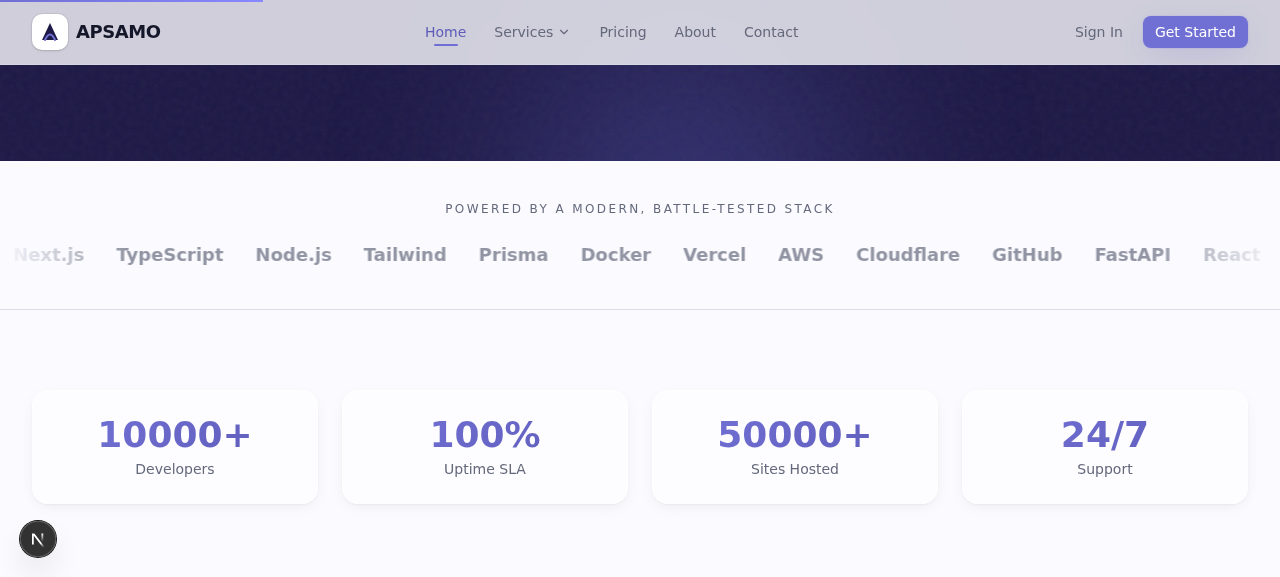 APSAMO Home Services Pricing About Contact Sign In Get Started
POWERED BY A MODERN, BATTLE-TESTED STACK
Next.js TypeScript Node.js Tailwind Prisma Docker Vercel AWS Cloudflare GitHub FastAPI React
10000+ 100% 50000+ 24/7
Developers Uptime SLA Sites Hosted Support
N